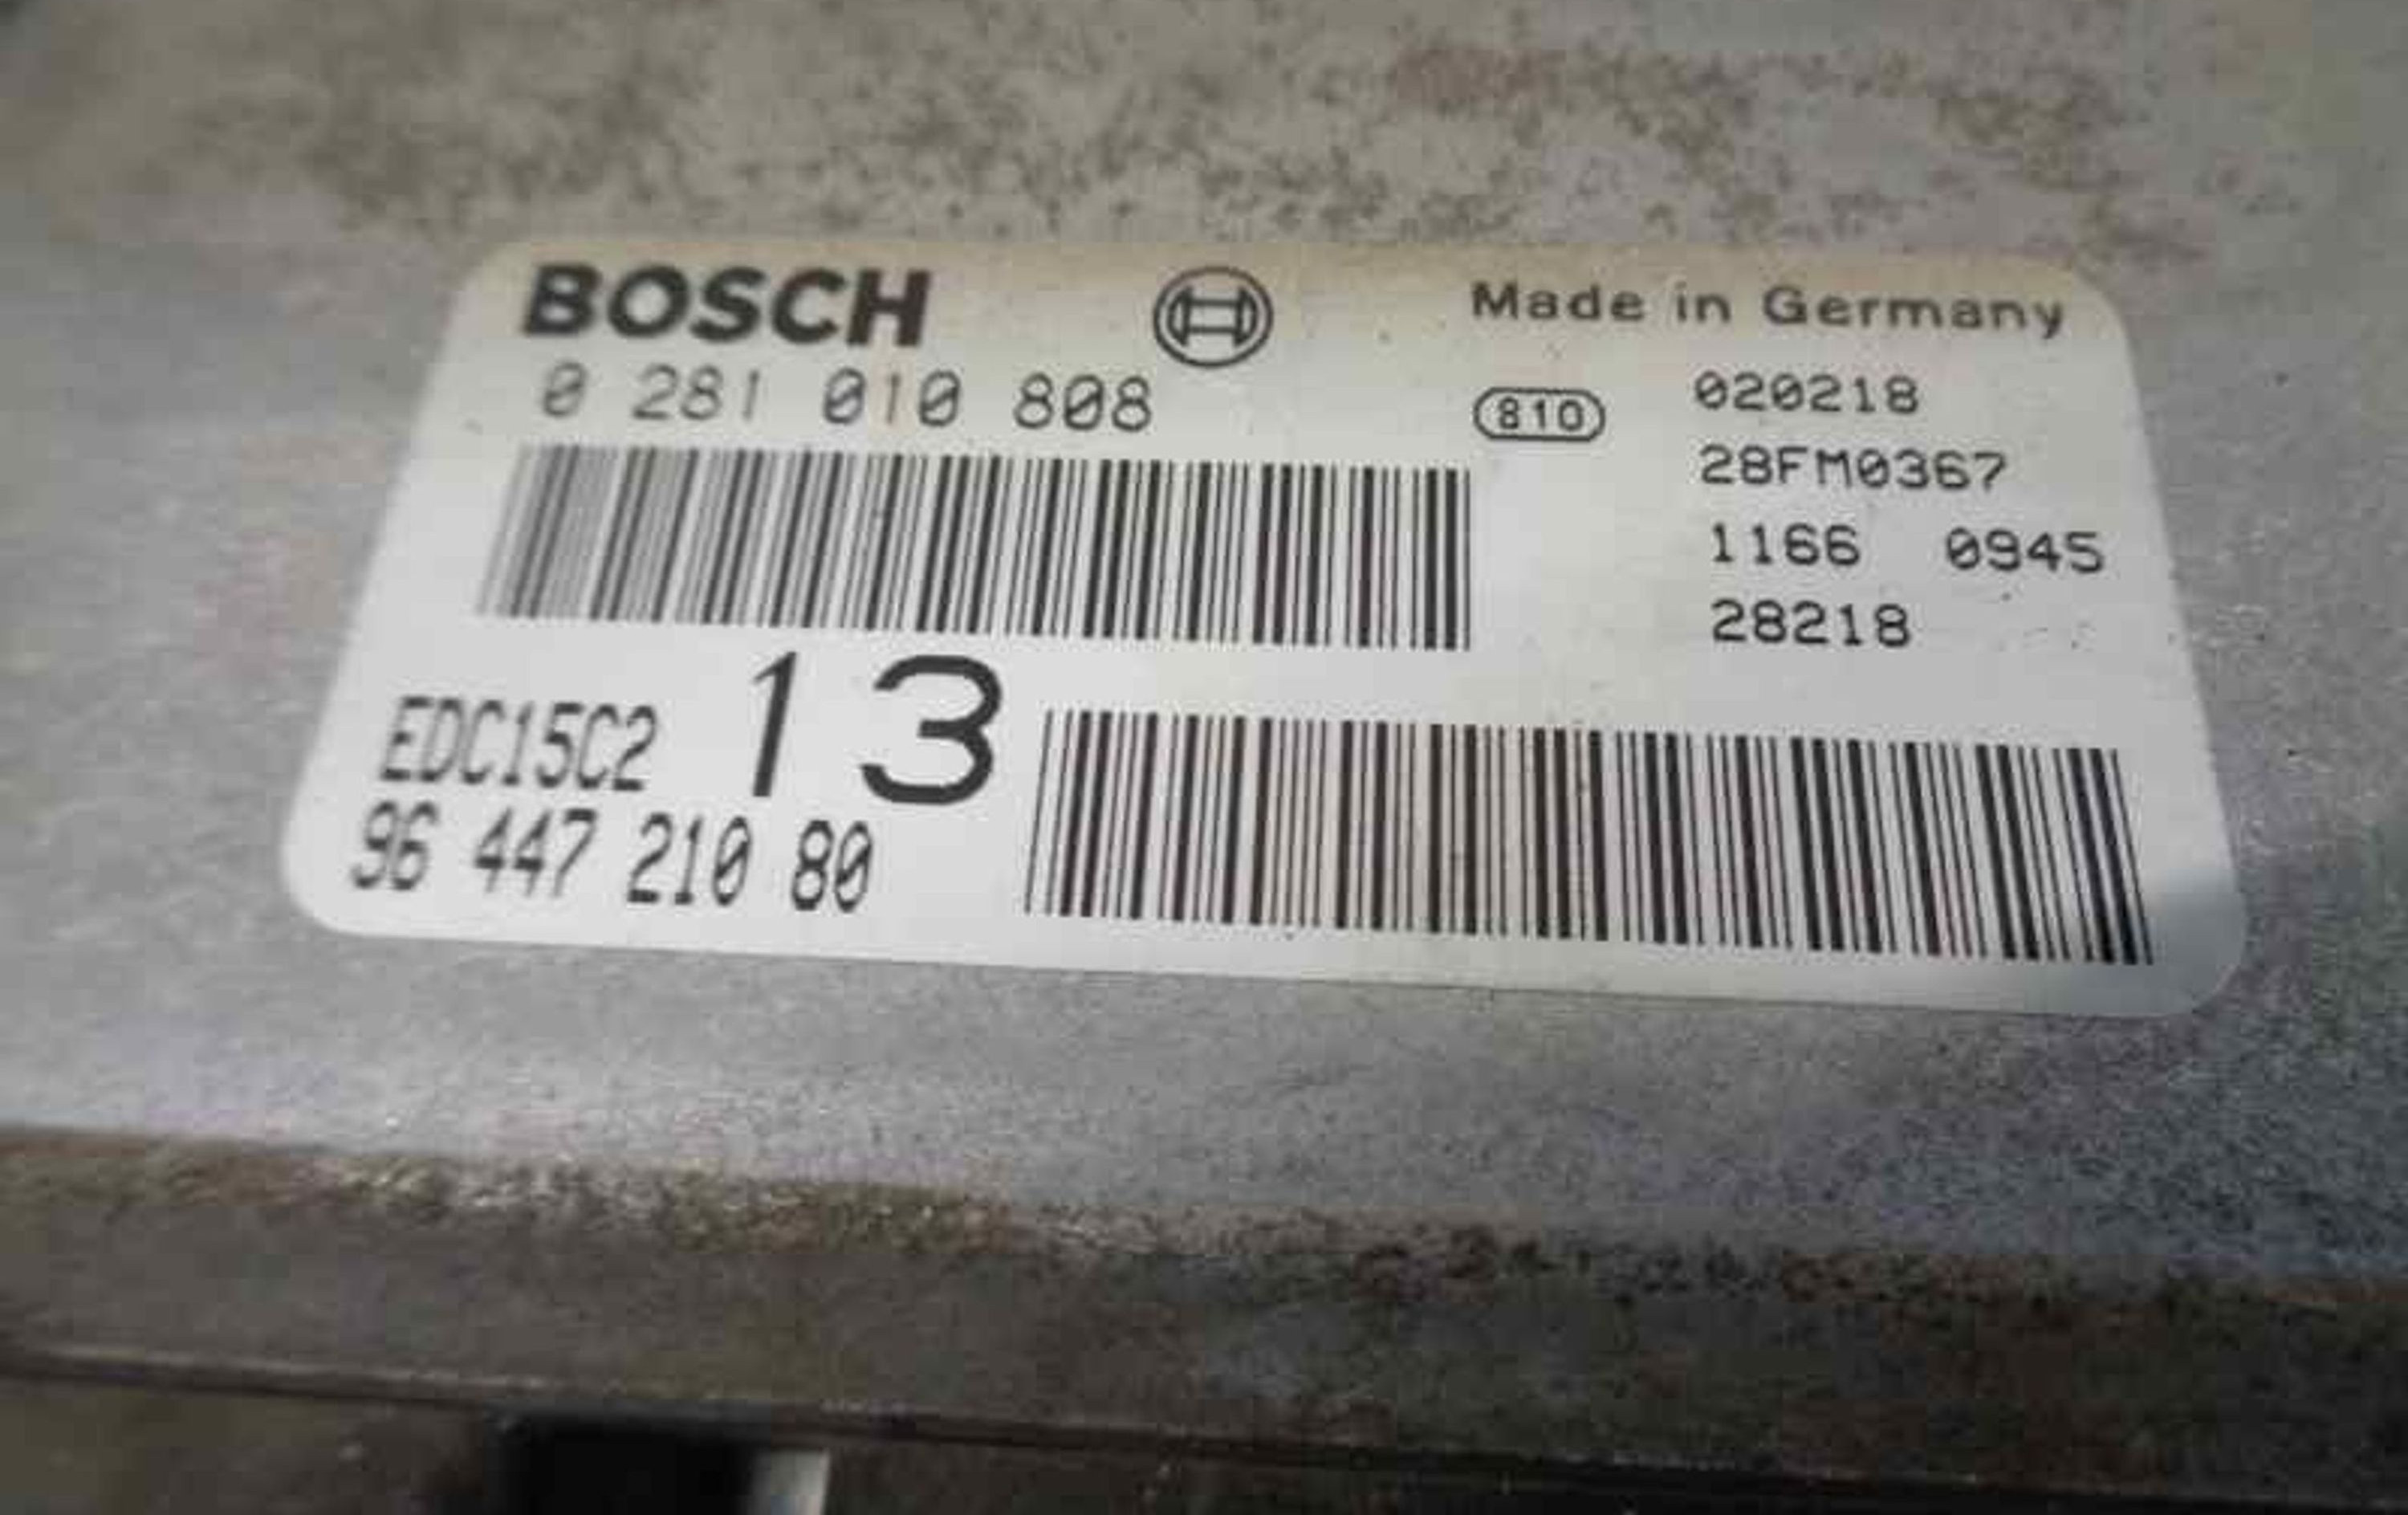 BOSCH
Made in Germany
0 281 010 808
810
020218
28FM0367
1166 0945
28218
EDC15C2 13
96 447 210 80